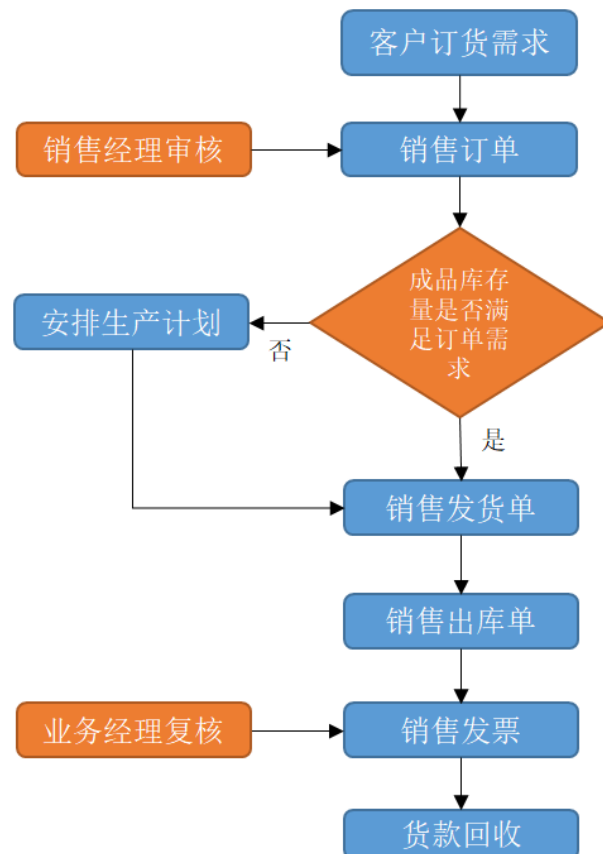 客户订货需求
销售经理审核
销售订单
成品库存
量是否满
足订单需
求
安排生产计划
否
是
销售发货单
销售出库单
业务经理复核
销售发票
货款回收